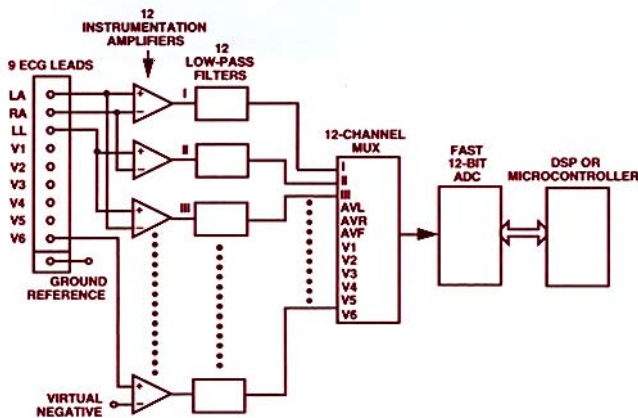 12
INSTRUMENTATION
AMPLIFIERS
9 ECG LEADS
12
LOW-PASS
FILTERS
LA
RA
LL
V1
V2
V3
V4
V5
V6
GROUND
REFERENCE
+
−
I
+
−
II
+
−
III
+
−
VIRTUAL
NEGATIVE
12-CHANNEL
MUX
I
II
III
AVL
AVR
AVF
V1
V2
V3
V4
V5
V6
FAST
12-BIT
ADC
DSP OR
MICROCONTROLLER